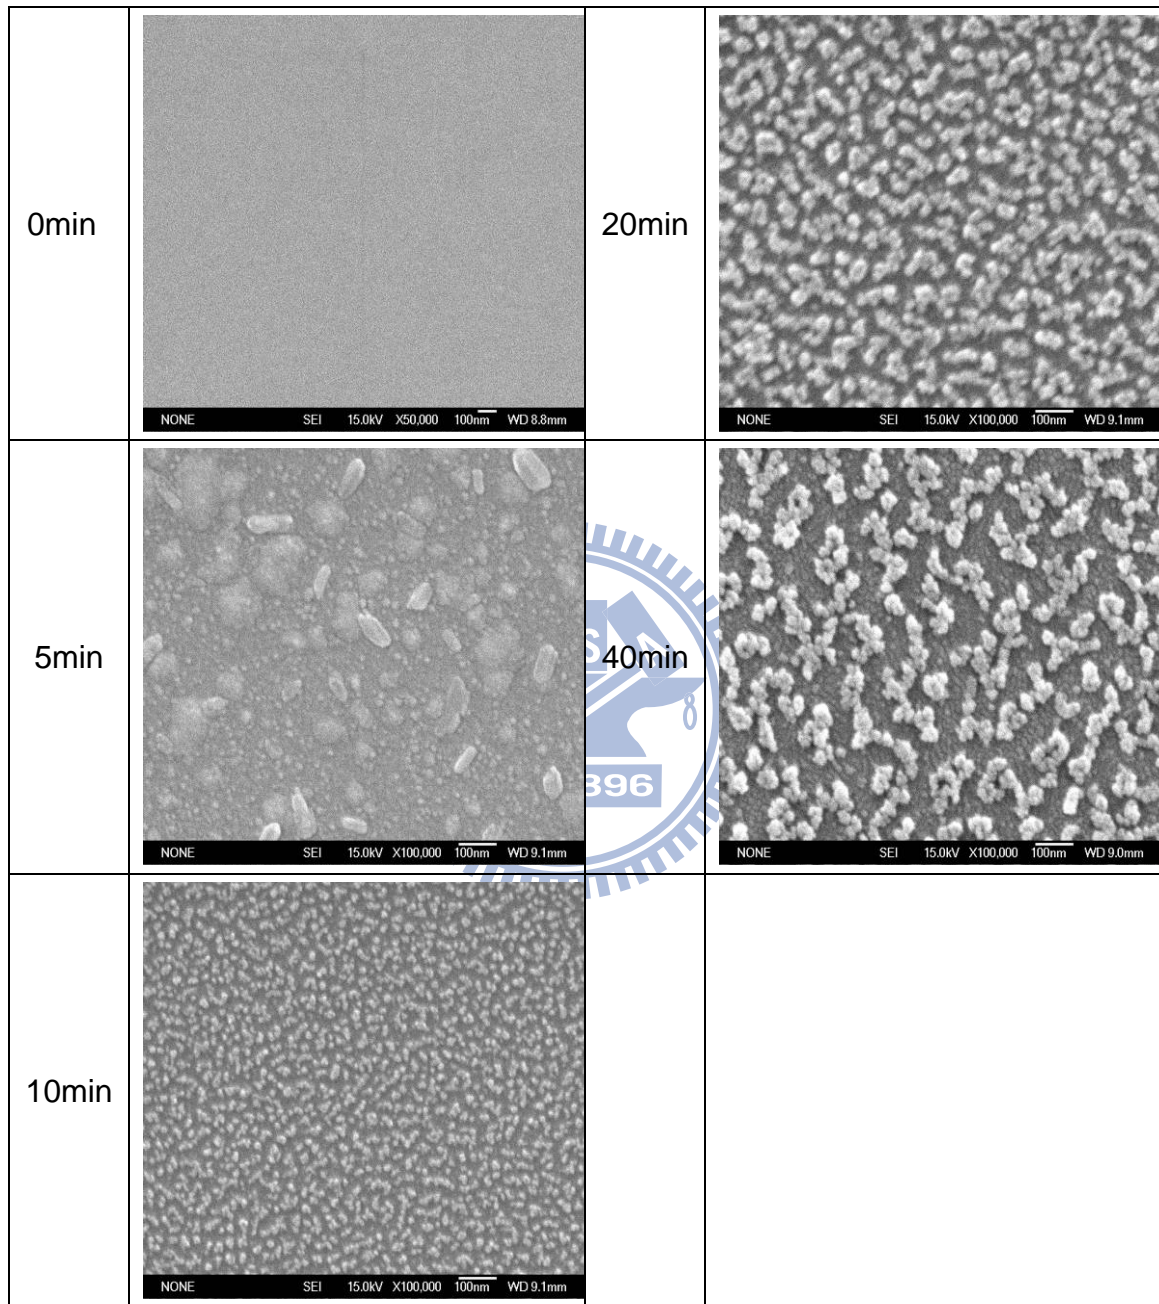 0min
NONE SEI 15.0kV X50,000 100nm WD 8.8mm
20min
NONE SEI 15.0kV X100,000 100nm WD 9.1mm
5min
NONE SEI 15.0kV X100,000 100nm WD 9.1mm
40min
NONE SEI 15.0kV X100,000 100nm WD 9.0mm
10min
NONE SEI 15.0kV X100,000 100nm WD 9.1mm